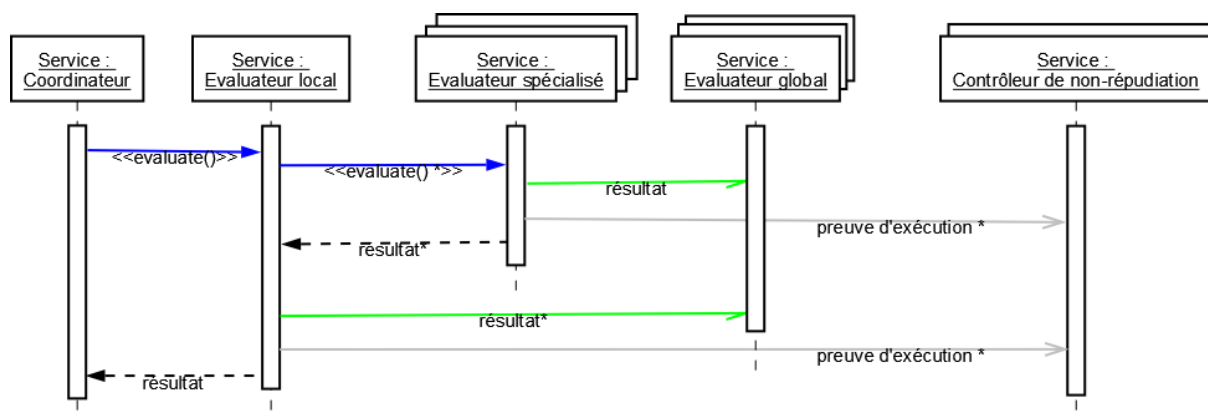 Service :
Coordinateur
Service :
Evaluateur local
Service :
Evaluateur spécialisé
Service :
Evaluateur global
Service :
Contrôleur de non-répudiation
<<evaluate()>>
<<evaluate() *>>
résultat
preuve d'exécution *
résultat*
résultat*
preuve d'exécution *
résultat